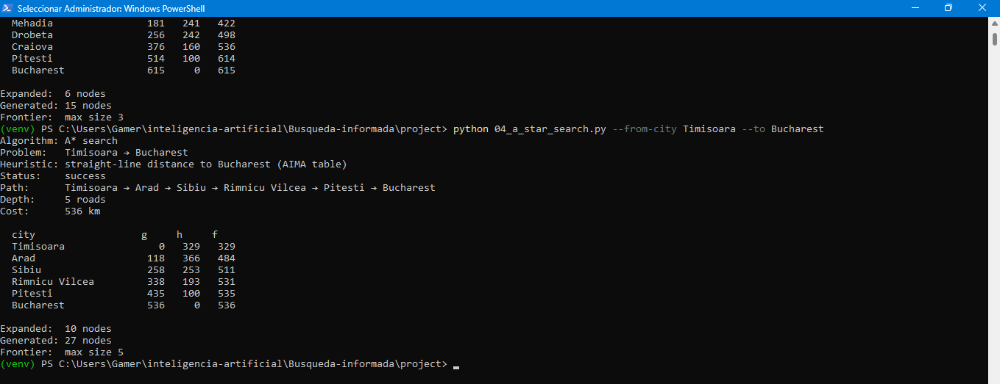 Seleccionar Administrador: Windows PowerShell
  Mehadia                181   241   422
  Drobeta                256   242   498
  Craiova                376   160   536
  Pitesti                514   100   614
  Bucharest              615     0   615

Expanded:  6 nodes
Generated: 15 nodes
Frontier:  max size 3
(venv) PS C:\Users\Gamer\inteligencia-artificial\Busqueda-informada\project> python 04_a_star_search.py --from-city Timisoara --to Bucharest
Algorithm: A* search
Problem:   Timisoara → Bucharest
Heuristic: straight-line distance to Bucharest (AIMA table)
Status:    success
Path:      Timisoara → Arad → Sibiu → Rimnicu Vilcea → Pitesti → Bucharest
Depth:     5 roads
Cost:      536 km

  city                  g     h     f
  Timisoara                0   329   329
  Arad                   118   366   484
  Sibiu                  258   253   511
  Rimnicu Vilcea         338   193   531
  Pitesti                435   100   535
  Bucharest              536     0   536

Expanded:  10 nodes
Generated: 27 nodes
Frontier:  max size 5
(venv) PS C:\Users\Gamer\inteligencia-artificial\Busqueda-informada\project>